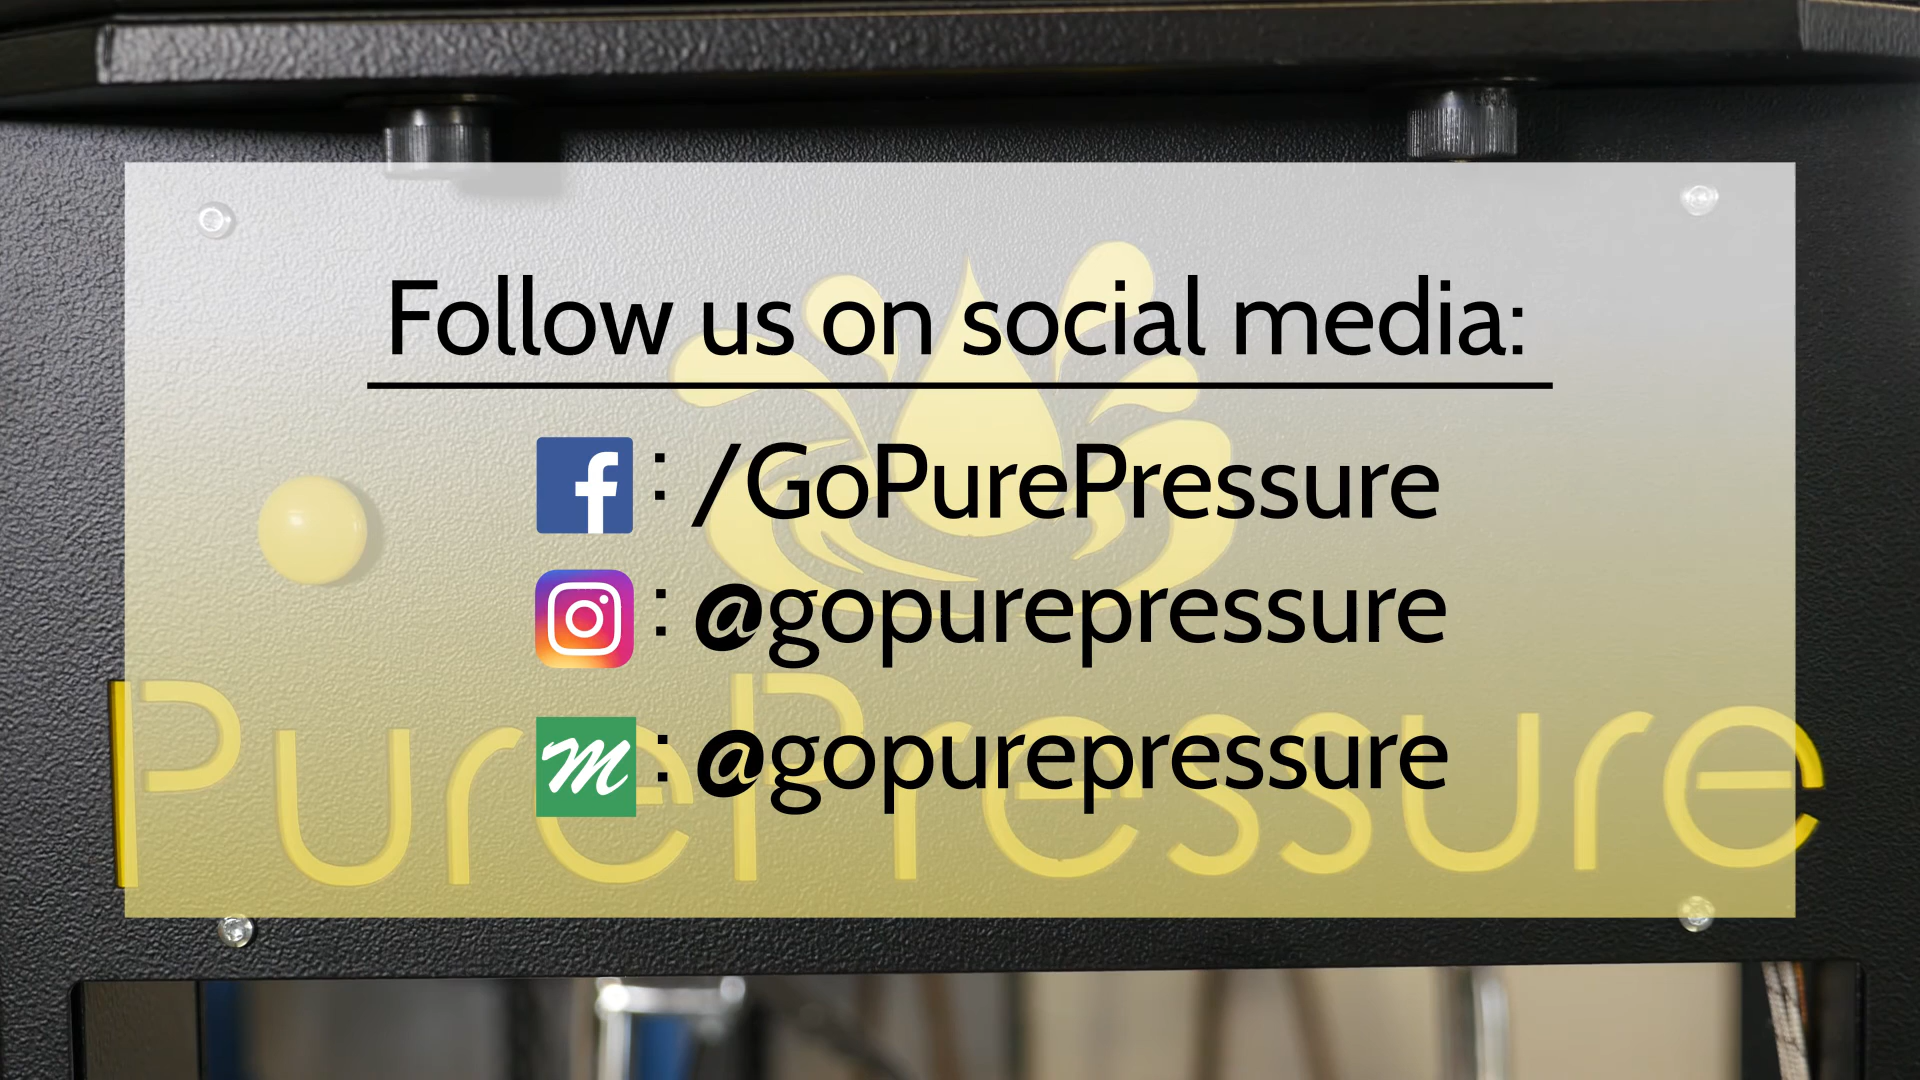 Follow us on social media:
f : /GoPurePressure
: @gopurepressure
M : @gopurepressure
PurePressure